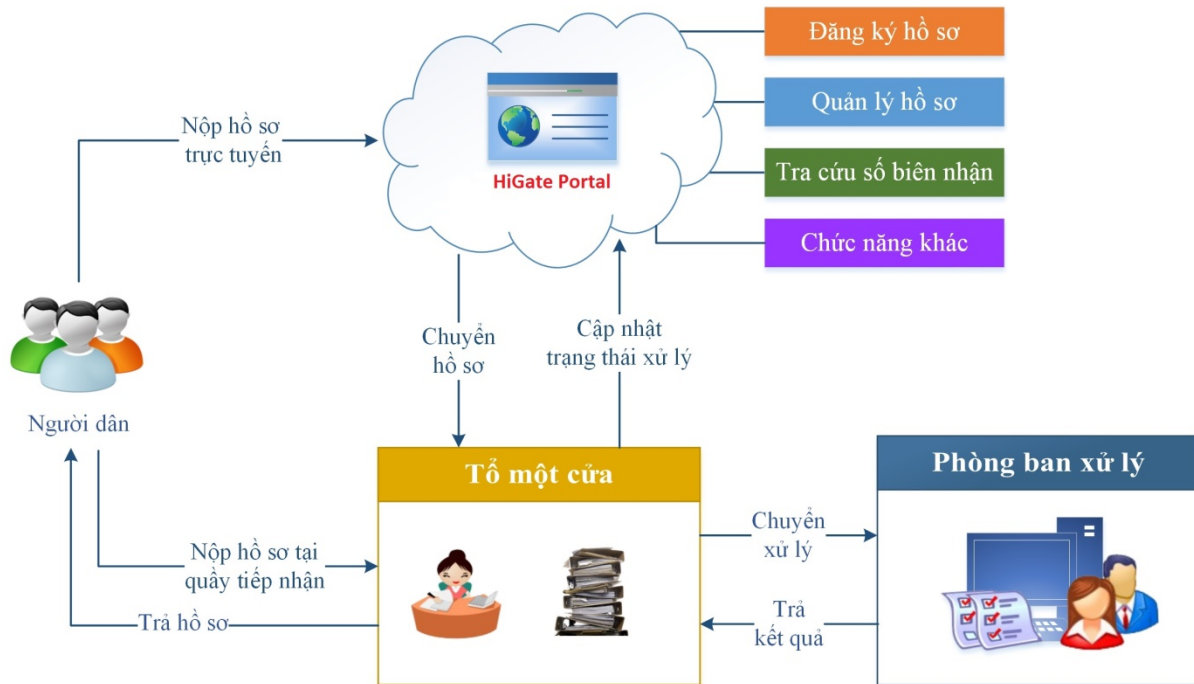 Đăng ký hồ sơ
Quản lý hồ sơ
Tra cứu số biên nhận
Chức năng khác
HiGate Portal
Nộp hồ sơ
trực tuyến
Chuyển
hồ sơ
Cập nhật
trạng thái xử lý
Người dân
Tổ một cửa
Phòng ban xử lý
Nộp hồ sơ tại
quầy tiếp nhận
Trả hồ sơ
Chuyển
xử lý
Trả
kết quả